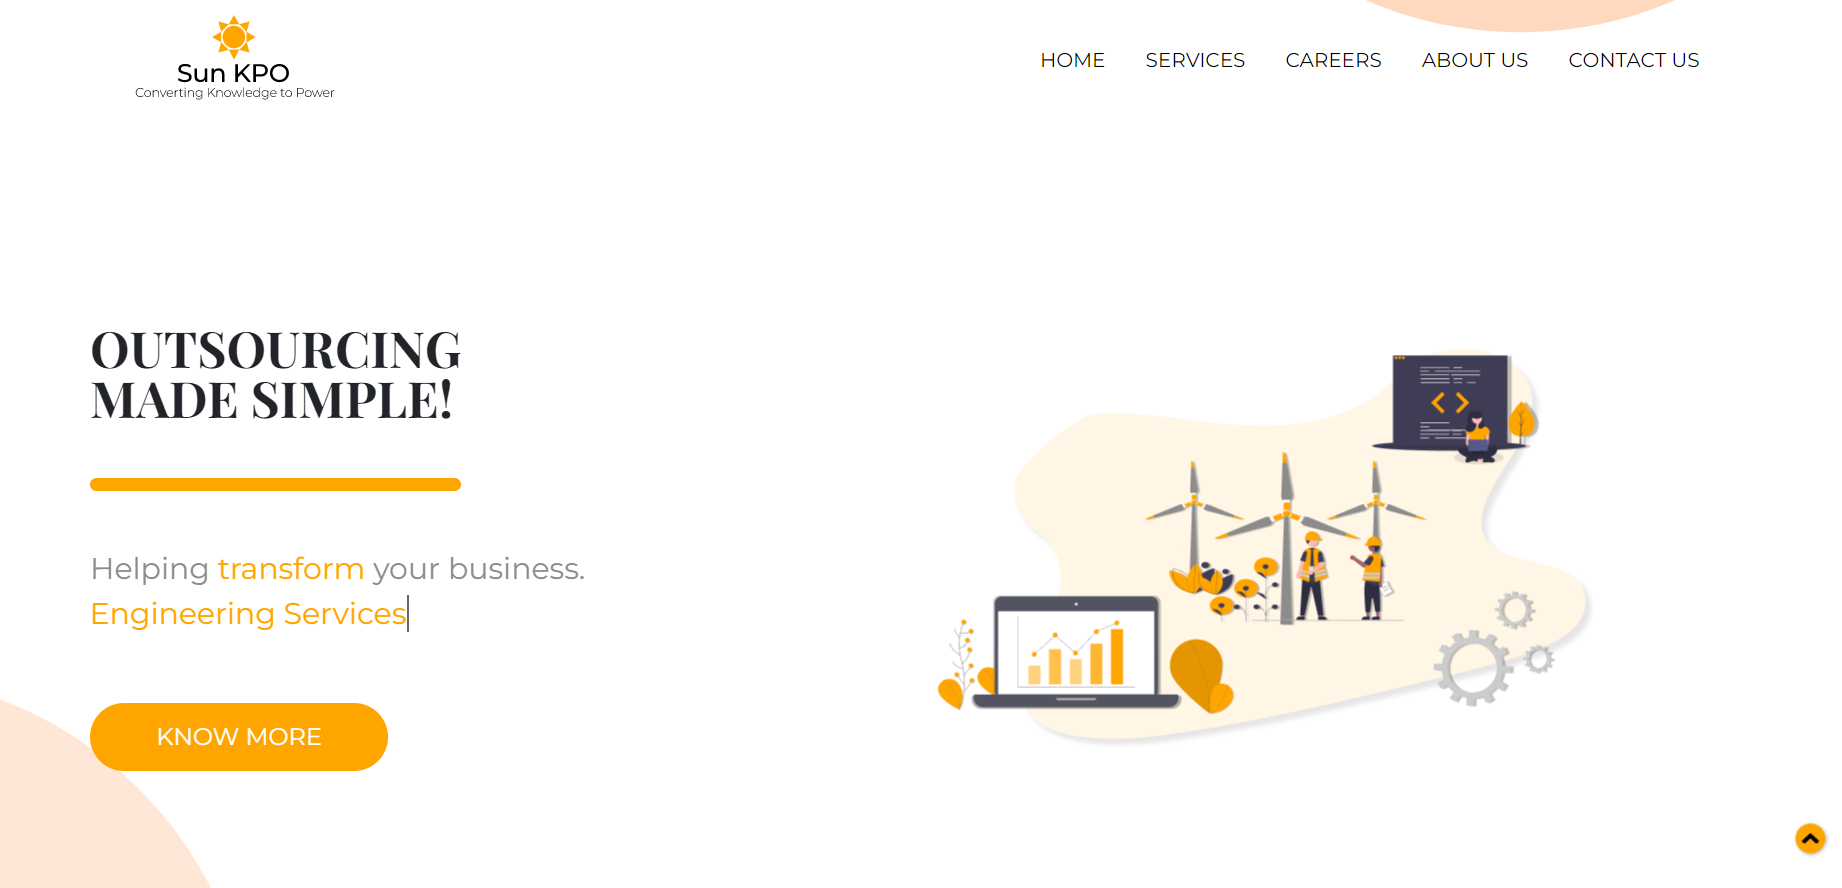 Sun KPO
Converting Knowledge to Power
HOME
SERVICES
CAREERS
ABOUT US
CONTACT US
OUTSOURCING
MADE SIMPLE!
Helping transform your business.
Engineering Services
KNOW MORE